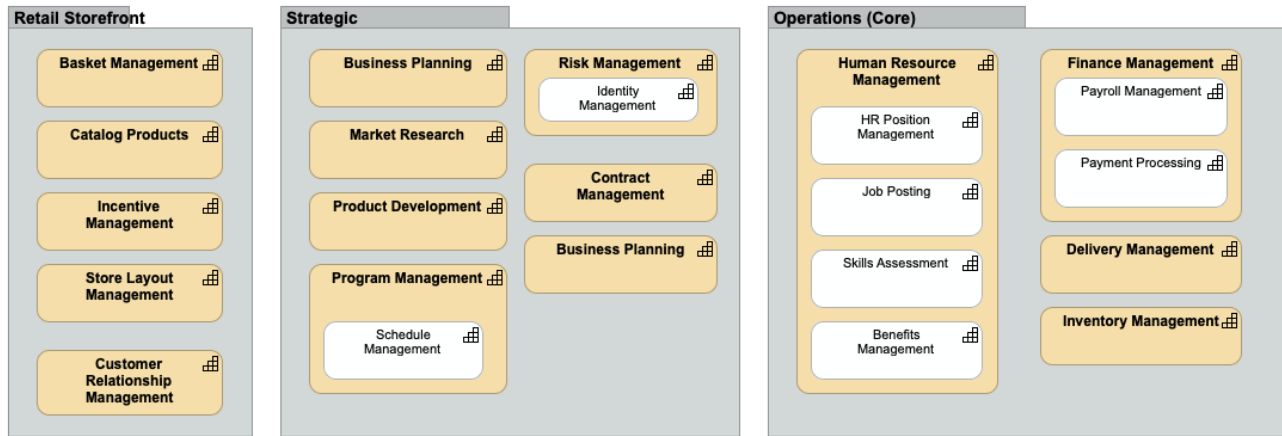 Retail Storefront
Basket Management
Catalog Products
Incentive
Management
Store Layout
Management
Customer
Relationship
Management
Strategic
Business Planning
Market Research
Product Development
Program Management
Schedule
Management
Risk Management
Identity
Management
Contract
Management
Business Planning
Operations (Core)
Human Resource
Management
HR Position
Management
Job Posting
Skills Assessment
Benefits
Management
Finance Management
Payroll Management
Payment Processing
Delivery Management
Inventory Management